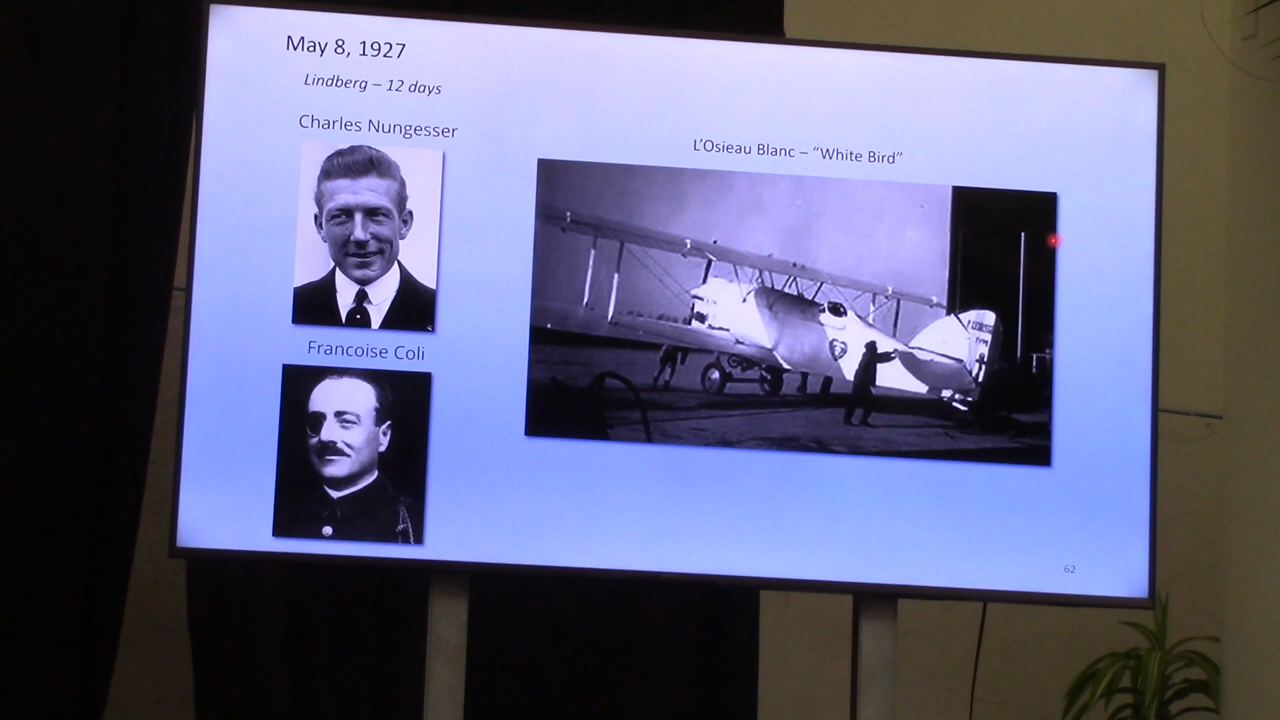 May 8, 1927
Lindberg – 12 days
Charles Nungesser
L'Osieau Blanc – “White Bird”
Francoise Coli
62